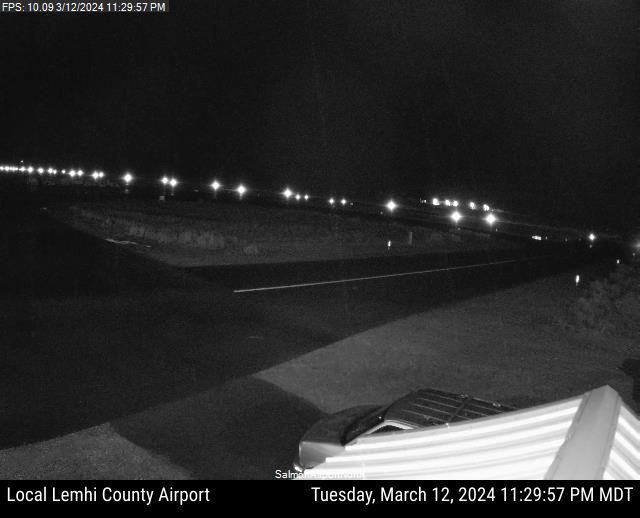 FPS: 10.09 3/12/2024 11:29:57 PM
Local Lemhi County Airport
Tuesday, March 12, 2024 11:29:57 PM MDT